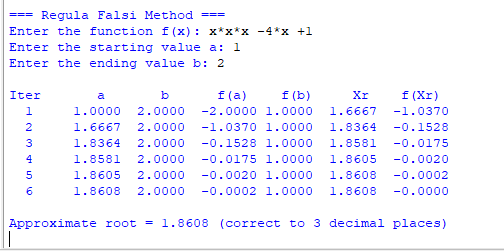 === Regula Falsi Method ===
Enter the function f(x): x*x*x -4*x +1
Enter the starting value a: 1
Enter the ending value b: 2
Iter a b f(a) f(b) Xr f(Xr)
1 1.0000 2.0000 -2.0000 1.0000 1.6667 -1.0370
2 1.6667 2.0000 -1.0370 1.0000 1.8364 -0.1528
3 1.8364 2.0000 -0.1528 1.0000 1.8581 -0.0175
4 1.8581 2.0000 -0.0175 1.0000 1.8605 -0.0020
5 1.8605 2.0000 -0.0020 1.0000 1.8608 -0.0002
6 1.8608 2.0000 -0.0002 1.0000 1.8608 -0.0000
Approximate root = 1.8608 (correct to 3 decimal places)